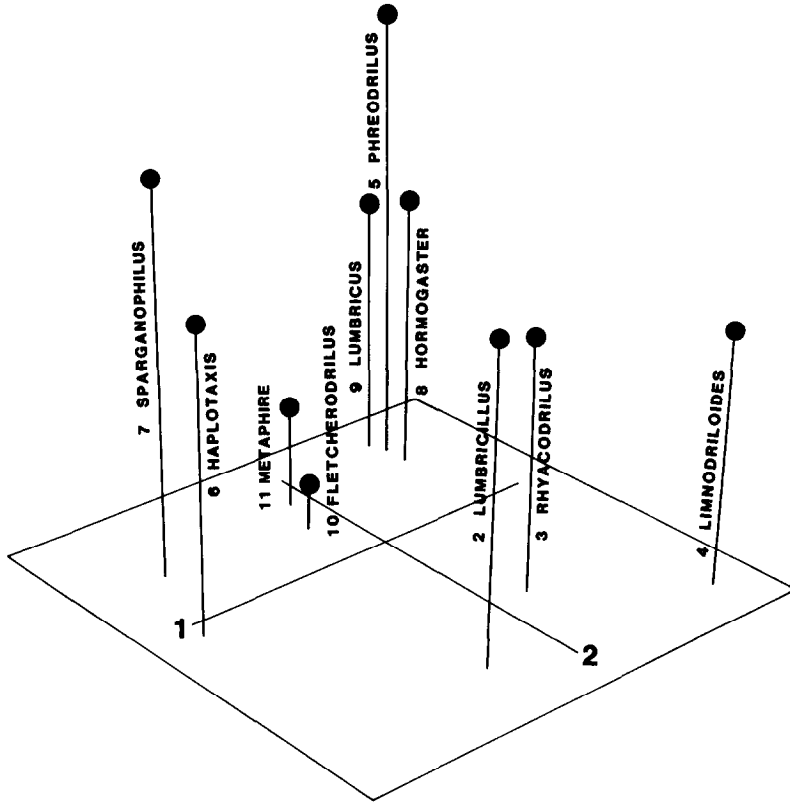 5 PHREODRILUS
7 SPARGANOPHILUS
9 LUMBRICUS
8 HORMOGASTER
6 HAPLOTAXIS
11 METAPHIRE
10 FLETCHERODRILUS
2 LUMBRICILLUS
3 RHYACODRILUS
4 LIMNODRILOIDES
1
2